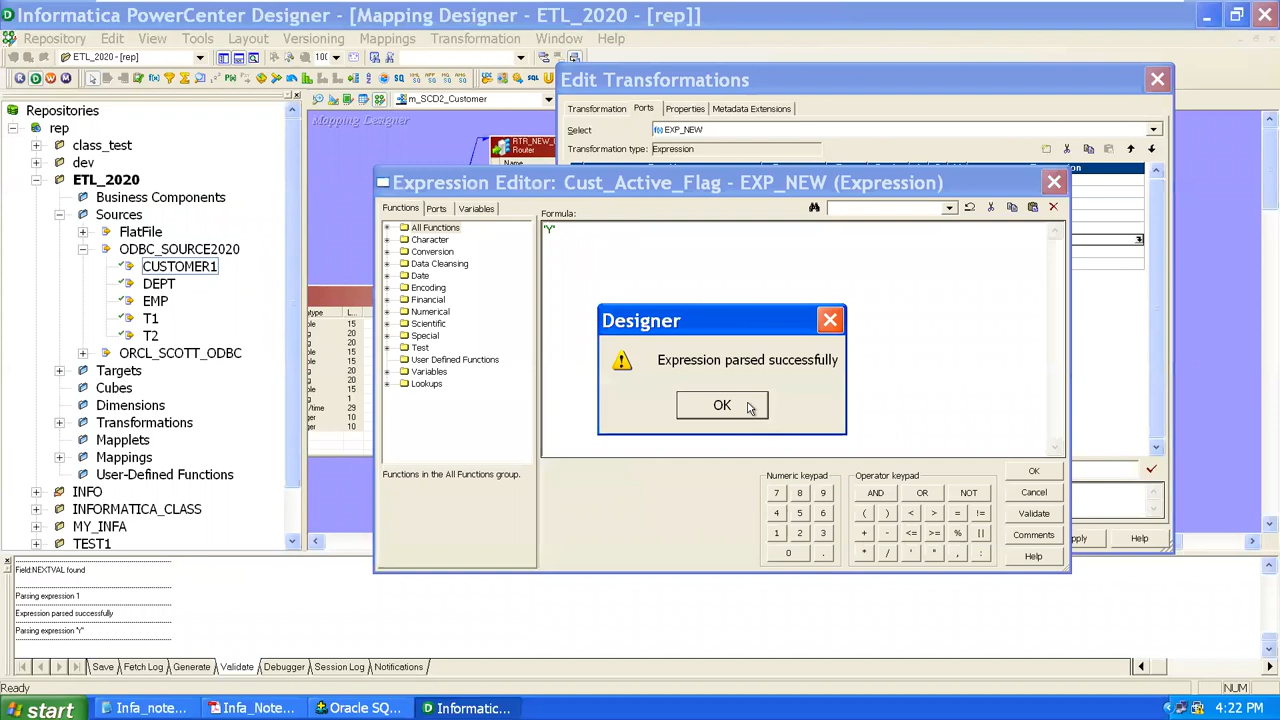 Informatica PowerCenter Designer - [Mapping Designer - ETL_2020 - [rep]]
Repository Edit View Tools Layout Versioning Mappings Transformation Window Help
ETL_2020 - [rep]
m_SCD2_Customer
Repositories
rep
class_test
dev
ETL_2020
Business Components
Sources
FlatFile
ODBC_SOURCE2020
CUSTOMER1
DEPT
EMP
T1
T2
ORCL_SCOTT_ODBC
Targets
Cubes
Dimensions
Transformations
Mapplets
Mappings
User-Defined Functions
INFO
INFORMATICA_CLASS
MY_INFA
TEST1
Mapping Designer
Router
Name
Edit Transformations
Transformation Ports Properties Metadata Extensions
Select EXP_NEW
Transformation type: Expression
Expression Editor: Cust_Active_Flag - EXP_NEW (Expression)
Functions Ports Variables
Formula:
'Y'
All Functions
Character
Conversion
Data Cleansing
Date
Encoding
Financial
Numerical
Scientific
Special
Test
User Defined Functions
Variables
Lookups
Functions in the All Functions group.
Designer
Expression parsed successfully
OK
Numeric keypad
7 8 9
4 5 6
1 2 3
0 .
Operator keypad
AND OR NOT
( ) < > = !=
+ - <= >= % ||
* / ' " , :
OK
Cancel
Validate
Comments
Help
Help
Field:NEXTVAL found
Parsing expression 1
Expression parsed successfully
Parsing expression 'Y'
Save Fetch Log Generate Validate Debugger Session Log Notifications
Ready
NUM
start Infa_note... Infa_Note... Oracle SQ... Informatic...
4:22 PM